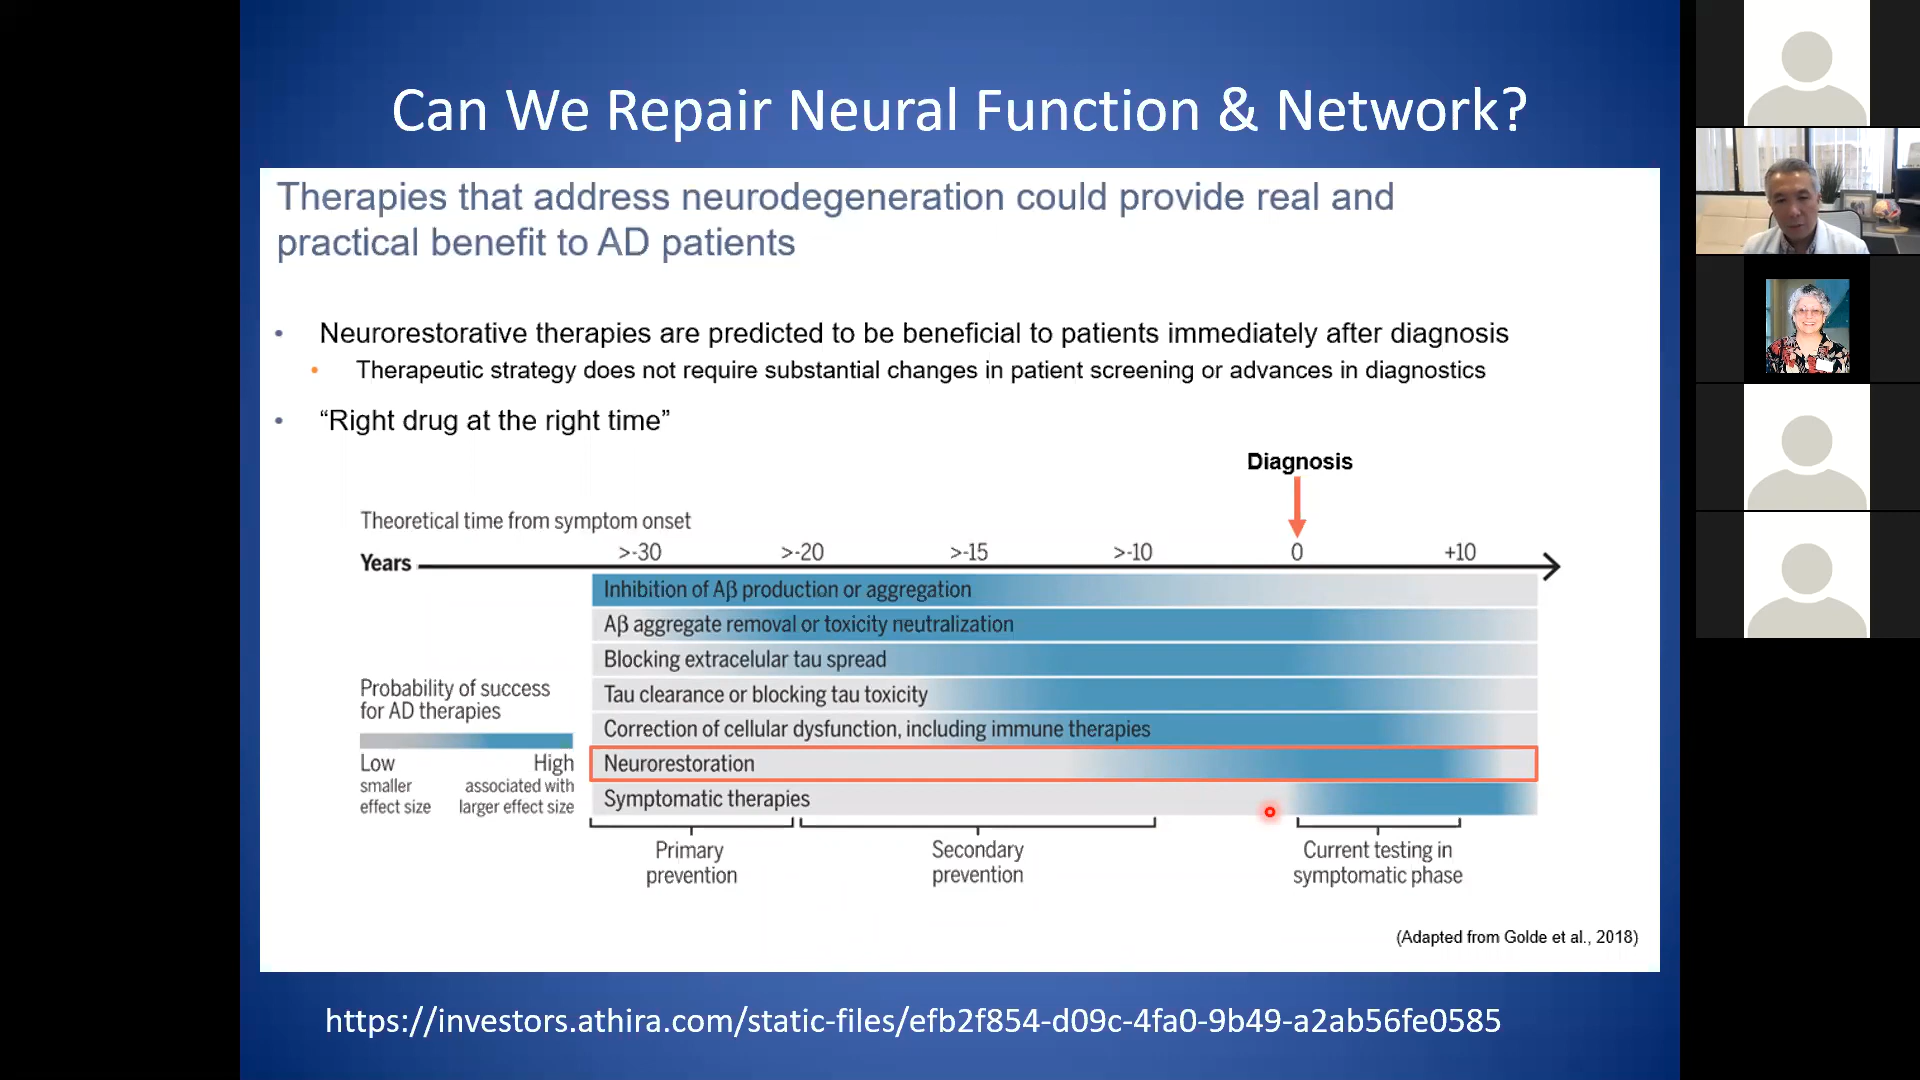 Can We Repair Neural Function & Network?
Therapies that address neurodegeneration could provide real and
practical benefit to AD patients
• Neurorestorative therapies are predicted to be beneficial to patients immediately after diagnosis
• Therapeutic strategy does not require substantial changes in patient screening or advances in diagnostics
• “Right drug at the right time”
Diagnosis
Theoretical time from symptom onset
Years >-30 >-20 >-15 >-10 0 +10
Inhibition of Aβ production or aggregation
Aβ aggregate removal or toxicity neutralization
Blocking extracelular tau spread
Tau clearance or blocking tau toxicity
Correction of cellular dysfunction, including immune therapies
Neurorestoration
Symptomatic therapies
Probability of success
for AD therapies
Low High
smaller associated with
effect size larger effect size
Primary
prevention
Secondary
prevention
Current testing in
symptomatic phase
(Adapted from Golde et al., 2018)
https://investors.athira.com/static-files/efb2f854-d09c-4fa0-9b49-a2ab56fe0585